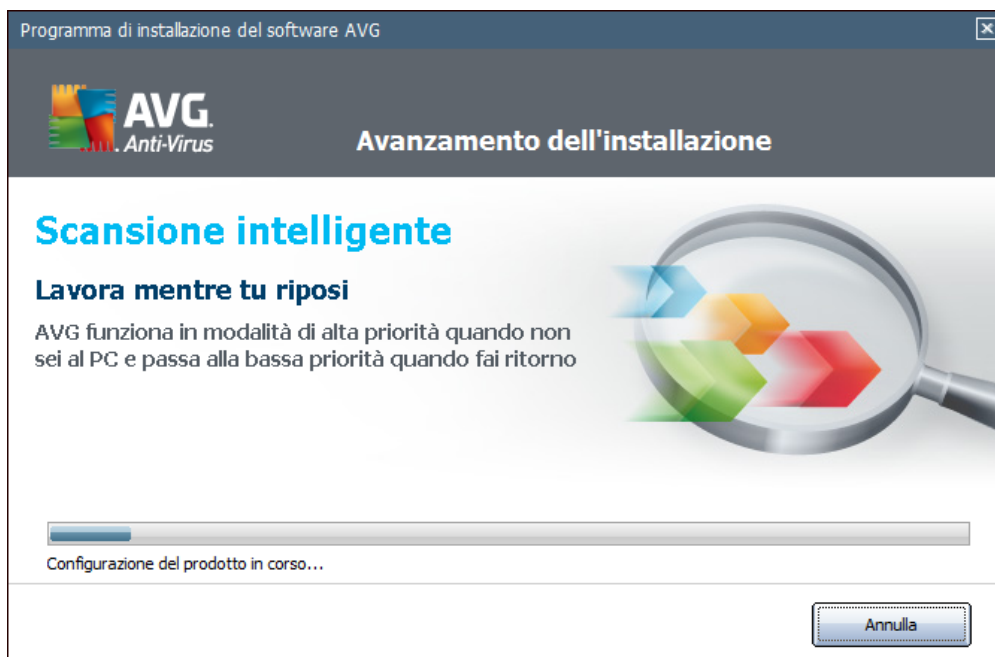 Programma di installazione del software AVG
AVG.
Anti-Virus
Avanzamento dell'installazione
Scansione intelligente
Lavora mentre tu riposi
AVG funziona in modalità di alta priorità quando non
sei al PC e passa alla bassa priorità quando fai ritorno
Configurazione del prodotto in corso...
Annulla